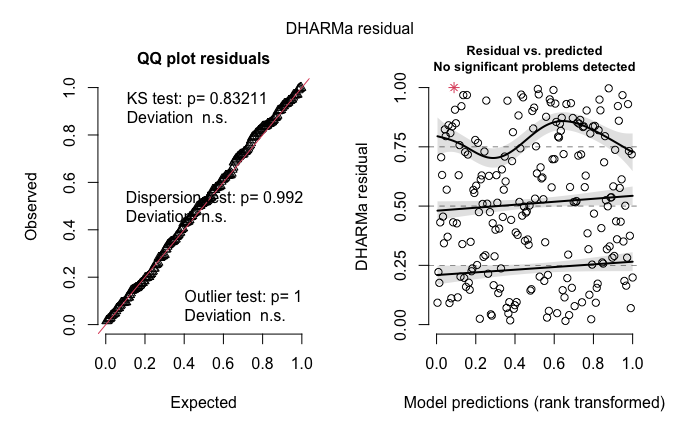 DHARMa residual
QQ plot residuals
KS test: p= 0.83211
Deviation n.s.
Dispersion test: p= 0.992
Deviation n.s.
Outlier test: p= 1
Deviation n.s.
Observed
0.0 0.2 0.4 0.6 0.8 1.0
0.0 0.2 0.4 0.6 0.8 1.0
Expected
Residual vs. predicted
No significant problems detected
DHARMa residual
0.00 0.25 0.50 0.75 1.00
0.0 0.2 0.4 0.6 0.8 1.0
Model predictions (rank transformed)